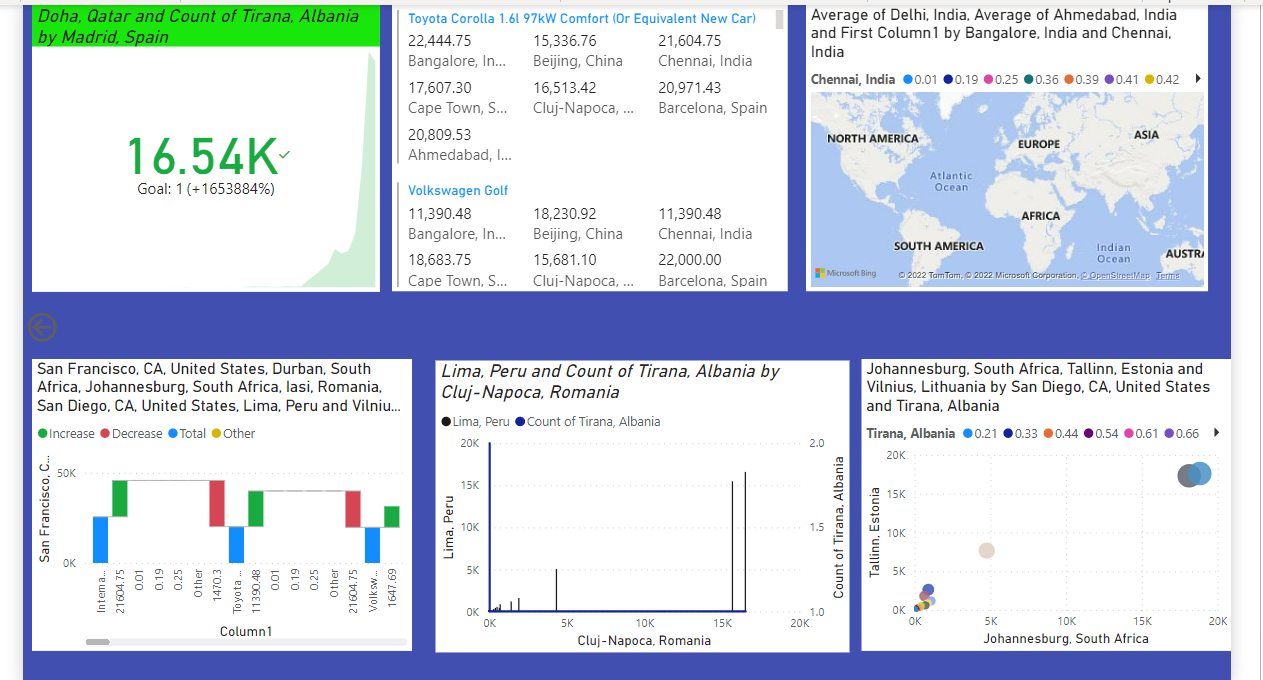 Doha, Qatar and Count of Tirana, Albania
by Madrid, Spain
16.54K
Goal: 1 (+1653884%)
Toyota Corolla 1.6l 97kW Comfort (Or Equivalent New Car)
22,444.75 15,336.76 21,604.75
Bangalore, In... Beijing, China Chennai, India
17,607.30 16,513.42 20,971.43
Cape Town, S... Cluj-Napoca, ... Barcelona, Spain
20,809.53
Ahmedabad, I...
Volkswagen Golf
11,390.48 18,230.92 11,390.48
Bangalore, In... Beijing, China Chennai, India
18,683.75 15,681.10 22,000.00
Cape Town, S... Cluj-Napoca, ... Barcelona, Spain
Average of Delhi, India, Average of Ahmedabad, India
and First Column1 by Bangalore, India and Chennai,
India
Chennai, India 0.01 0.19 0.25 0.36 0.39 0.41 0.42
NORTH AMERICA
EUROPE
ASIA
Atlantic
Ocean
AFRICA
SOUTH AMERICA
Indian
Ocean
AUSTRA
Microsoft Bing
© 2022 TomTom, © 2022 Microsoft Corporation, © OpenStreetMap Terms
San Francisco, CA, United States, Durban, South
Africa, Johannesburg, South Africa, Iasi, Romania,
San Diego, CA, United States, Lima, Peru and Vilniu...
Increase Decrease Total Other
San Francisco, C...
50K
0K
Interna... 21604.75 0.01 0.19 0.25 Other 1470.3 Toyota ... 11390.48 0.01 0.19 0.25 Other 21604.75 Volksw... 1647.69
Column1
Lima, Peru and Count of Tirana, Albania by
Cluj-Napoca, Romania
Lima, Peru Count of Tirana, Albania
Lima, Peru
20K
15K
10K
5K
0K
2.0
1.5
1.0
Count of Tirana, Albania
0K 5K 10K 15K 20K
Cluj-Napoca, Romania
Johannesburg, South Africa, Tallinn, Estonia and
Vilnius, Lithuania by San Diego, CA, United States
and Tirana, Albania
Tirana, Albania 0.21 0.33 0.44 0.54 0.61 0.66
Tallinn, Estonia
20K
15K
10K
5K
0K
0K 5K 10K 15K 20K
Johannesburg, South Africa